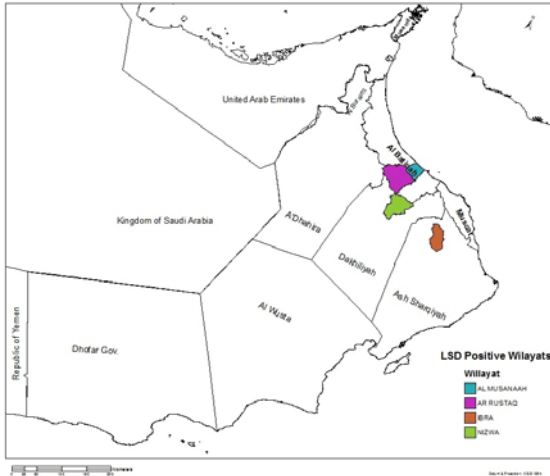 United Arab Emirates
Al Batinah
Kingdom of Saudi Arabia
A'Dhahira
Muscat
Dakhiliyah
Ash Sharqiyah
Al Wusta
Republic of Yemen
Dhofar Gov.
LSD Positive Wilayats
Willayat
AL MUSANAAH
AR RUSTAQ
IBRA
NIZWA